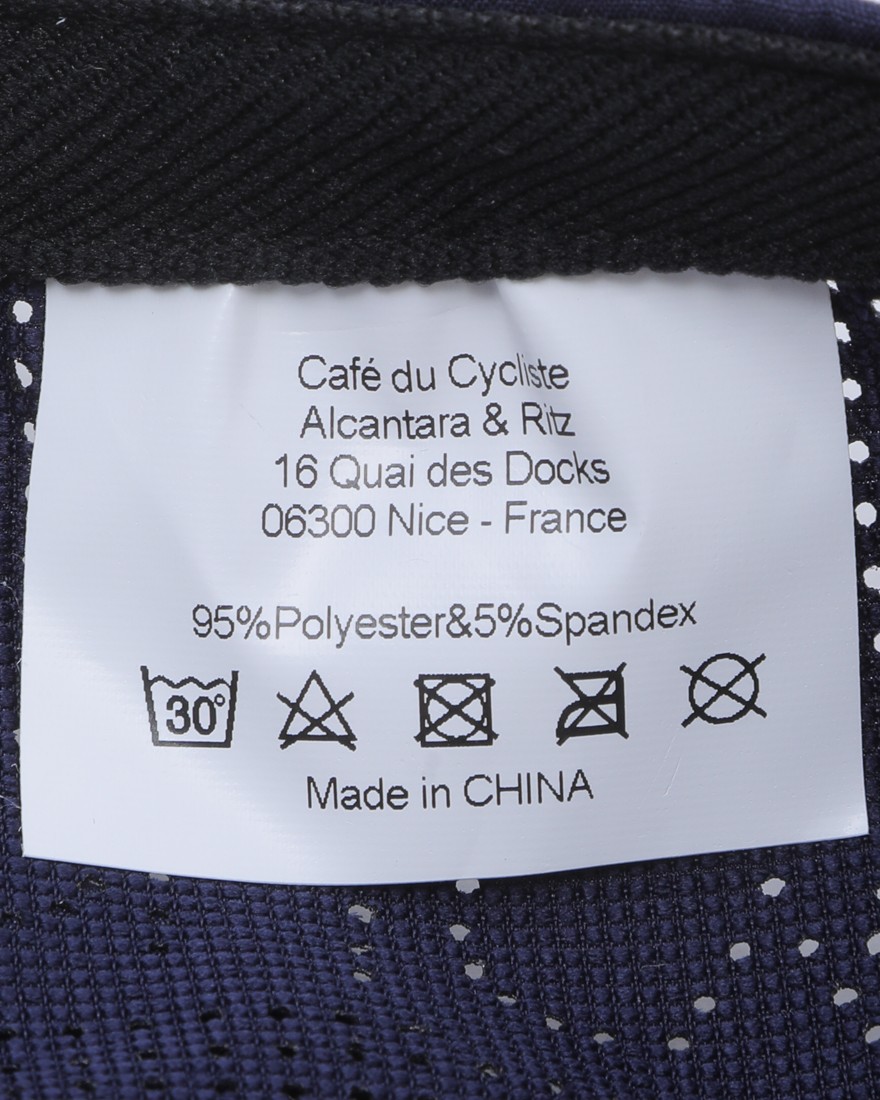 Café du Cycliste
Alcantara & Ritz
16 Quai des Docks
06300 Nice - France
95%Polyester&5%Spandex
30°
Made in CHINA